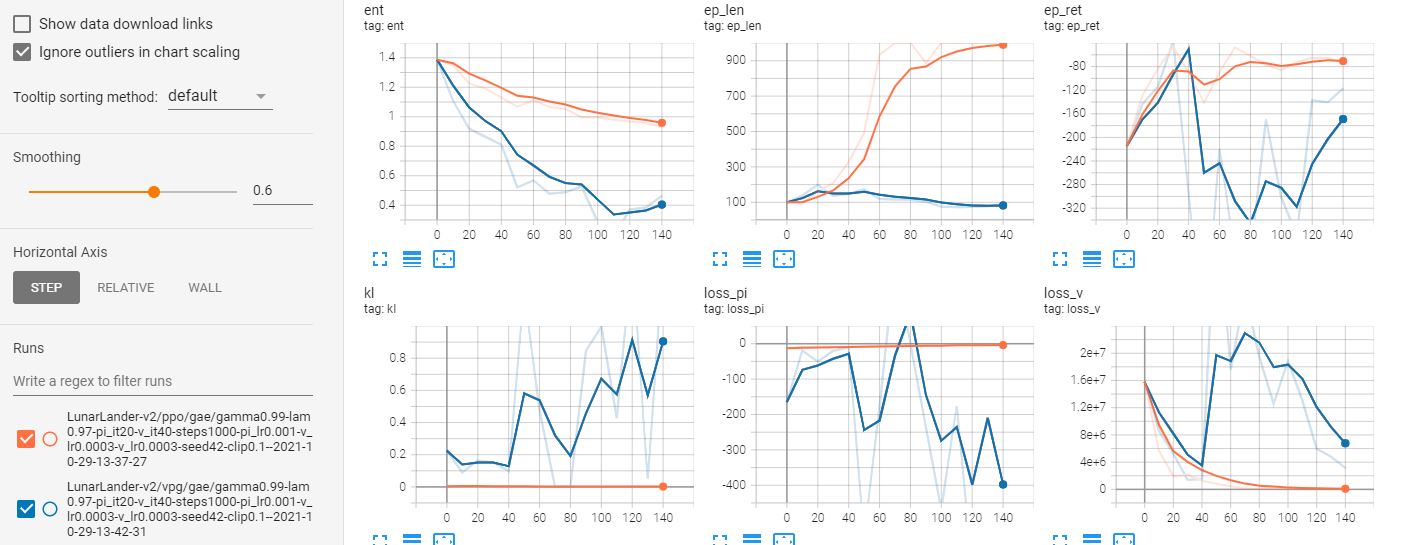 Show data download links
Ignore outliers in chart scaling
Tooltip sorting method: default
Smoothing
0.6
Horizontal Axis
STEP RELATIVE WALL
Runs
Write a regex to filter runs
LunarLander-v2/ppo/gae/gamma0.99-lam
0.97-pi_it20-v_it40-steps1000-pi_lr0.001-v_
lr0.0003-v_lr0.0003-seed42-clip0.1--2021-1
0-29-13-37-27
LunarLander-v2/vpg/gae/gamma0.99-lam
0.97-pi_it20-v_it40-steps1000-pi_lr0.001-v_
lr0.0003-v_lr0.0003-seed42-clip0.1--2021-1
0-29-13-42-31
ent
tag: ent
1.4
1.2
1
0.8
0.6
0.4
0 20 40 60 80 100 120 140
ep_len
tag: ep_len
900
700
500
300
100
0 20 40 60 80 100 120 140
ep_ret
tag: ep_ret
-80
-120
-160
-200
-240
-280
-320
0 20 40 60 80 100 120 140
kl
tag: kl
0.8
0.6
0.4
0.2
0
0 20 40 60 80 100 120 140
loss_pi
tag: loss_pi
0
-100
-200
-300
-400
0 20 40 60 80 100 120 140
loss_v
tag: loss_v
2e+7
1.6e+7
1.2e+7
8e+6
4e+6
0
0 20 40 60 80 100 120 140